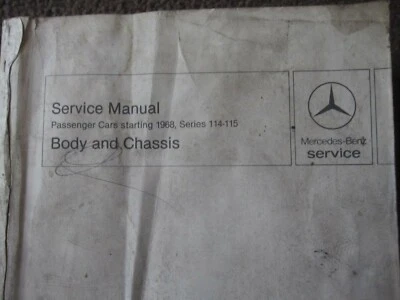 Service Manual
Passenger Cars starting 1968, Series 114-115
Body and Chassis
Mercedes-Benz
service